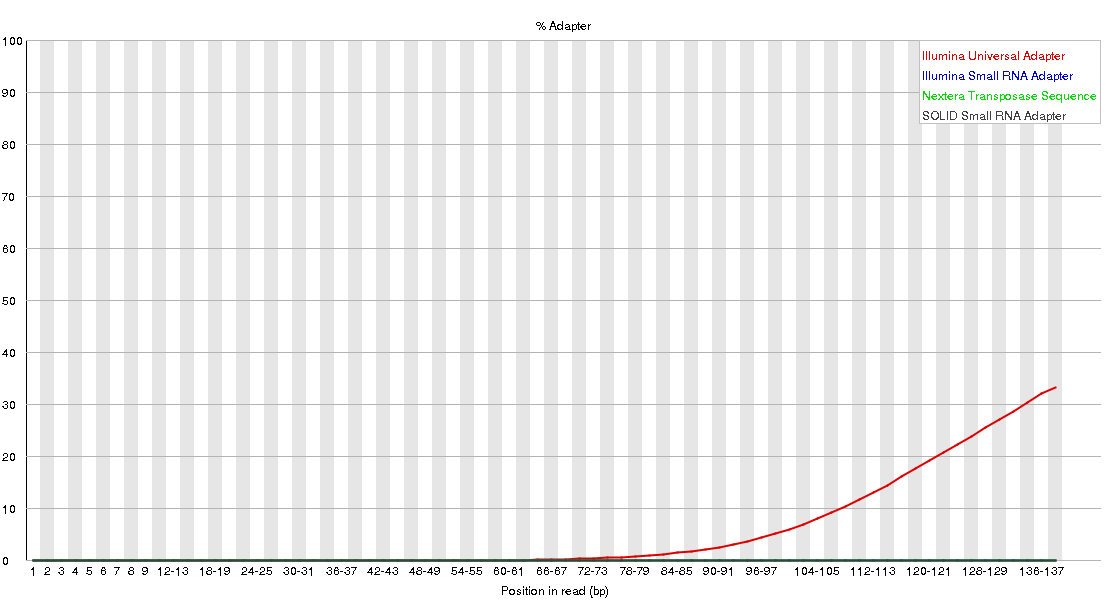 % Adapter
100
90
80
70
60
50
40
30
20
10
0
Illumina Universal Adapter
Illumina Small RNA Adapter
Nextera Transposase Sequence
SOLID Small RNA Adapter
1 2 3 4 5 6 7 8 9 12-13 18-19 24-25 30-31 36-37 42-43 48-49 54-55 60-61 66-67 72-73 78-79 84-85 90-91 96-97 104-105 112-113 120-121 128-129 136-137
Position in read (bp)